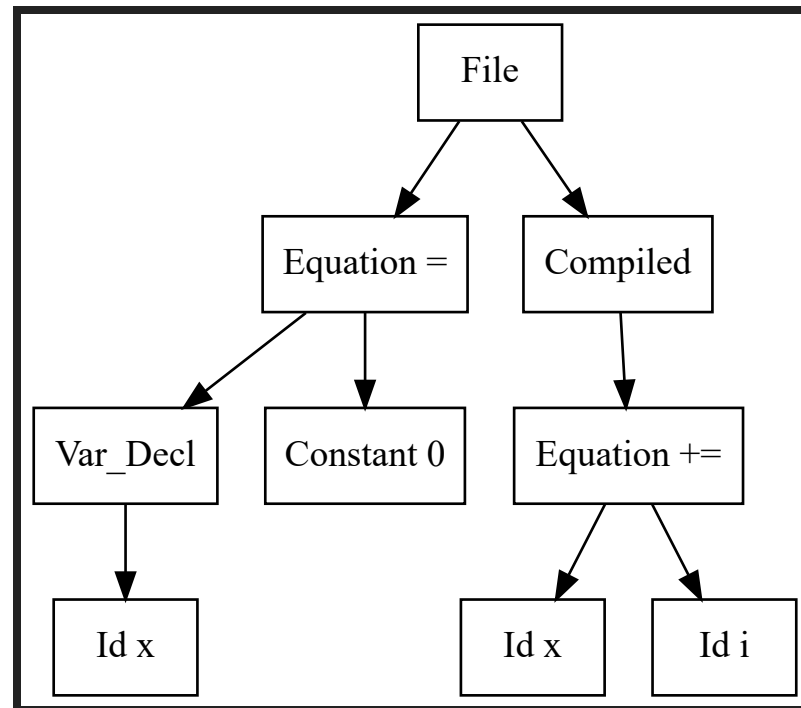 File
Equation =
Compiled
Var_Decl
Constant 0
Equation +=
Id x
Id x
Id i